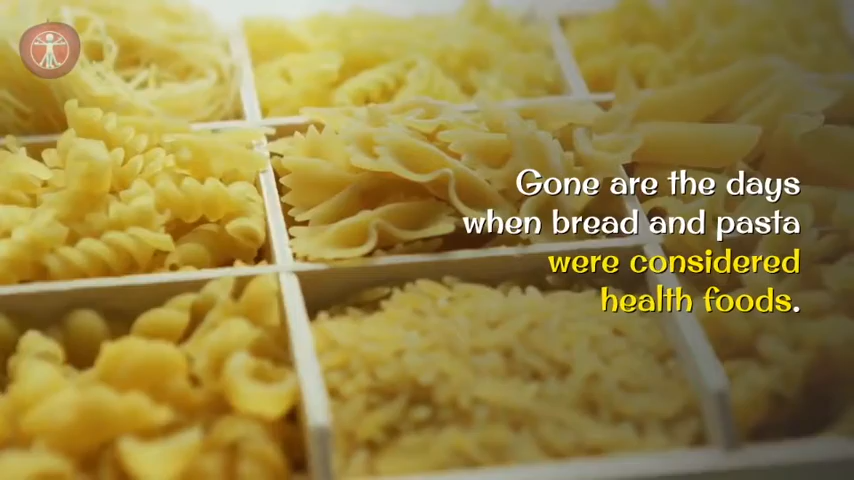 Gone are the days
when bread and pasta
were considered
health foods.